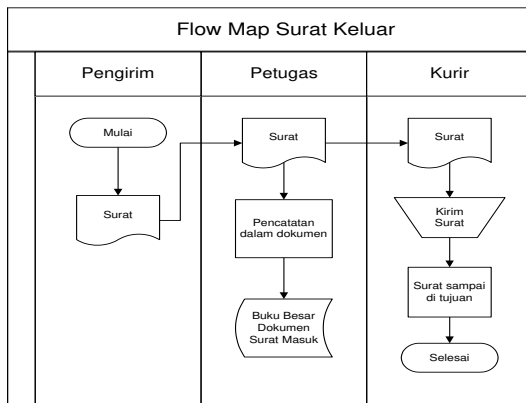 Flow Map Surat Keluar
Pengirim
Petugas
Kurir
Mulai
Surat
Surat
Pencatatan
dalam dokumen
Buku Besar
Dokumen
Surat Masuk
Surat
Kirim
Surat
Surat sampai
di tujuan
Selesai